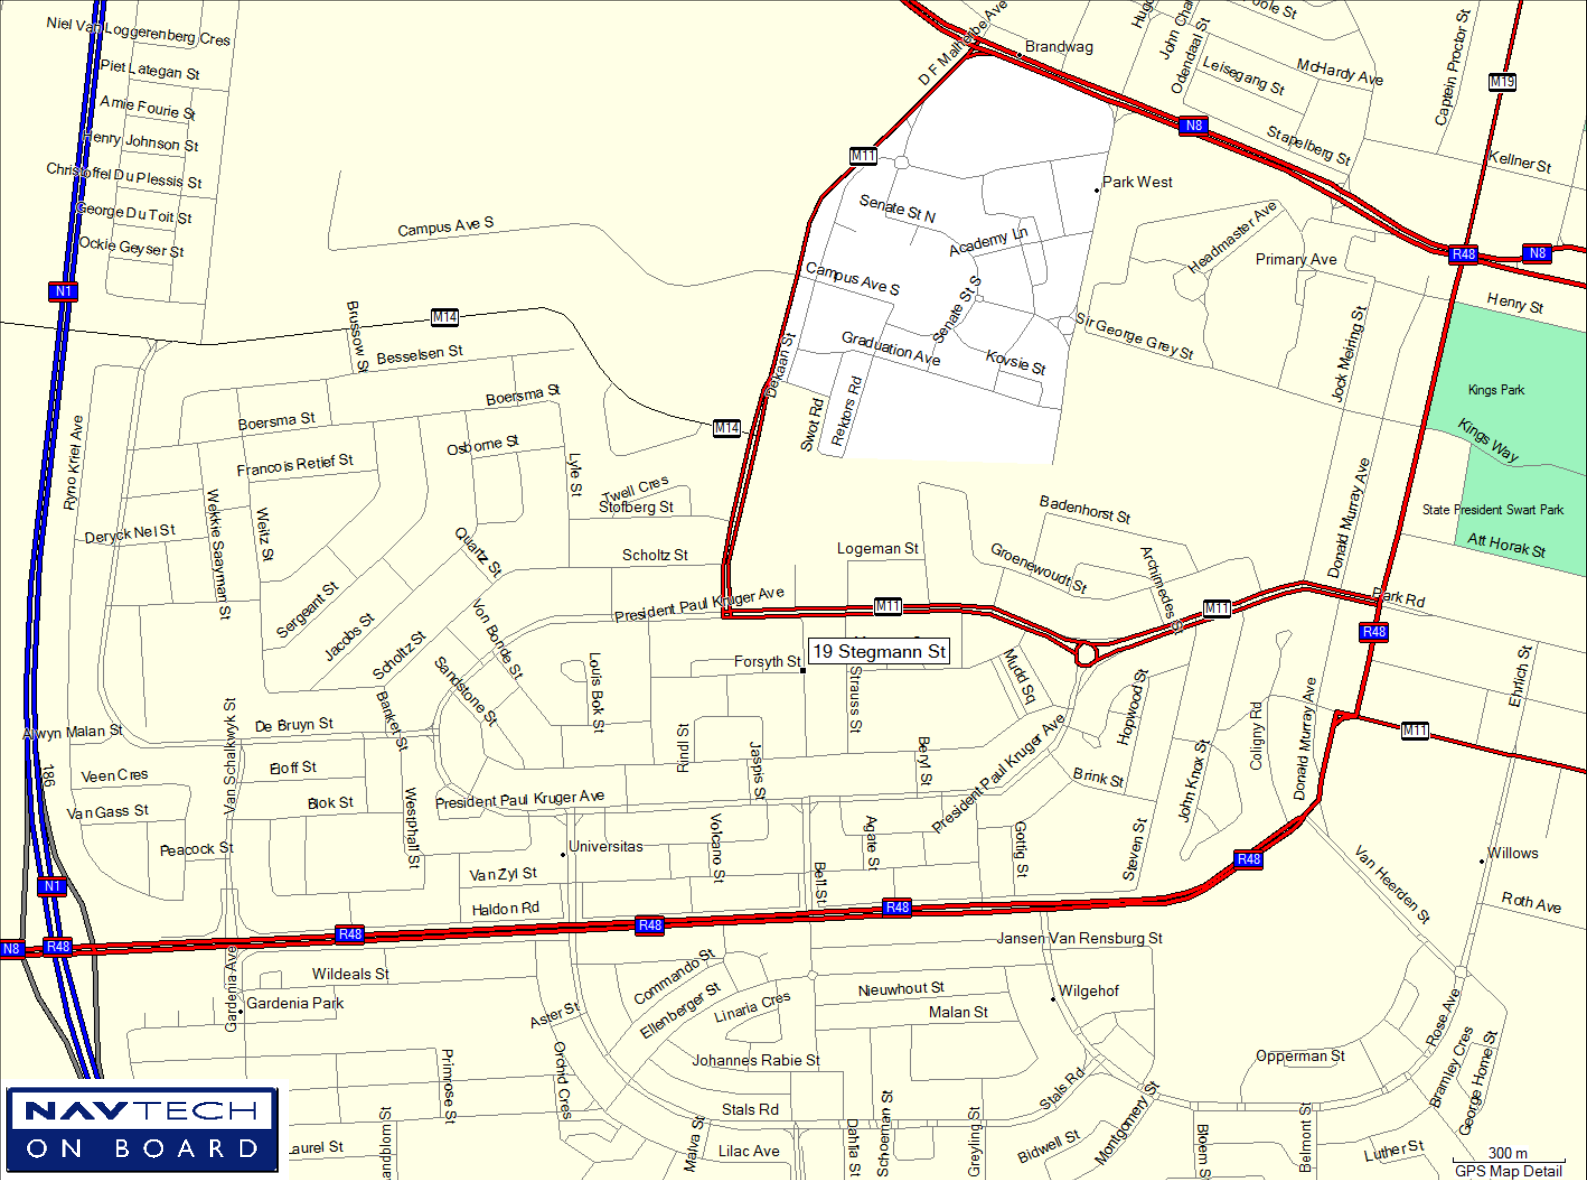 Niel Van Loggerenberg Cres
Piet Lategan St
Amie Fourie St
Henry Johnson St
Christoffel Du Plessis St
George Du Toit St
Ockie Geyser St
N1
Campus Ave S
M14
Brussow St
Besselsen St
Boersma St
Boersma St
Osborne St
Francois Retief St
Ryno Kriel Ave
Wekkie Saayman St
Weitz St
Deryck Nel St
Lyle St
Twell Cres
Stofberg St
Quartz St
Scholtz St
M14
D F Malherbe Ave
Brandwag
John
Odendaal St
Leisegang St
McHardy Ave
Captein Proctor St
M19
N8
Stapelberg St
Kellner St
M11
Park West
Senate St N
Academy Ln
Headmaster Ave
Primary Ave
R48
N8
Campus Ave S
Senate St S
Henry St
Dekaan St
Graduation Ave
Kovsie St
Sir George Grey St
Jock Meiring St
Kings Park
Swot Rd
Rektors Rd
Kings Way
State President Swart Park
Att Horak St
Badenhorst St
Logeman St
Groenewoudt St
Archimedes St
Donald Murray Ave
President Paul Kruger Ave
M11
M11
Park Rd
R48
Sergeant St
Jacobs St
Scholtz St
Von Bonde St
Sandstone St
Louis Bok St
Forsyth St
19 Stegmann St
Strauss St
Mudd Sq
Hopwood St
Ehrlich St
Alwyn Malan St
Van Schalkwyk St
De Bruyn St
Banket St
Rindl St
Jaspis St
Beryl St
President Paul Kruger Ave
Coligny Rd
Donald Murray Ave
M11
186
Veen Cres
Eloff St
Van Gass St
Blok St
Westphal St
President Paul Kruger Ave
Brink St
John Knox St
Peacock St
Universitas
Volcano St
Agate St
Gottig St
Steven St
R48
Van Heerden St
Willows
Van Zyl St
Bell St
Haldon Rd
Roth Ave
N1
N8
R48
R48
R48
R48
Jansen Van Rensburg St
Wildeals St
Gardenia Ave
Gardenia Park
Commando St
Ellenberger St
Linaria Cres
Nieuwhout St
Malan St
Wilgehof
Aster St
Orchid Cres
Primrose St
Johannes Rabie St
Stals Rd
Stals Rd
Opperman St
Rose Ave
Bramley Cres
George Home St
Malva St
Lilac Ave
Dahlia St
Schoeman St
Greyling St
Bidwell St
Montgomery St
Bloem S
Belmont St
Luther St
NAVTECH
ON BOARD
300 m
GPS Map Detail